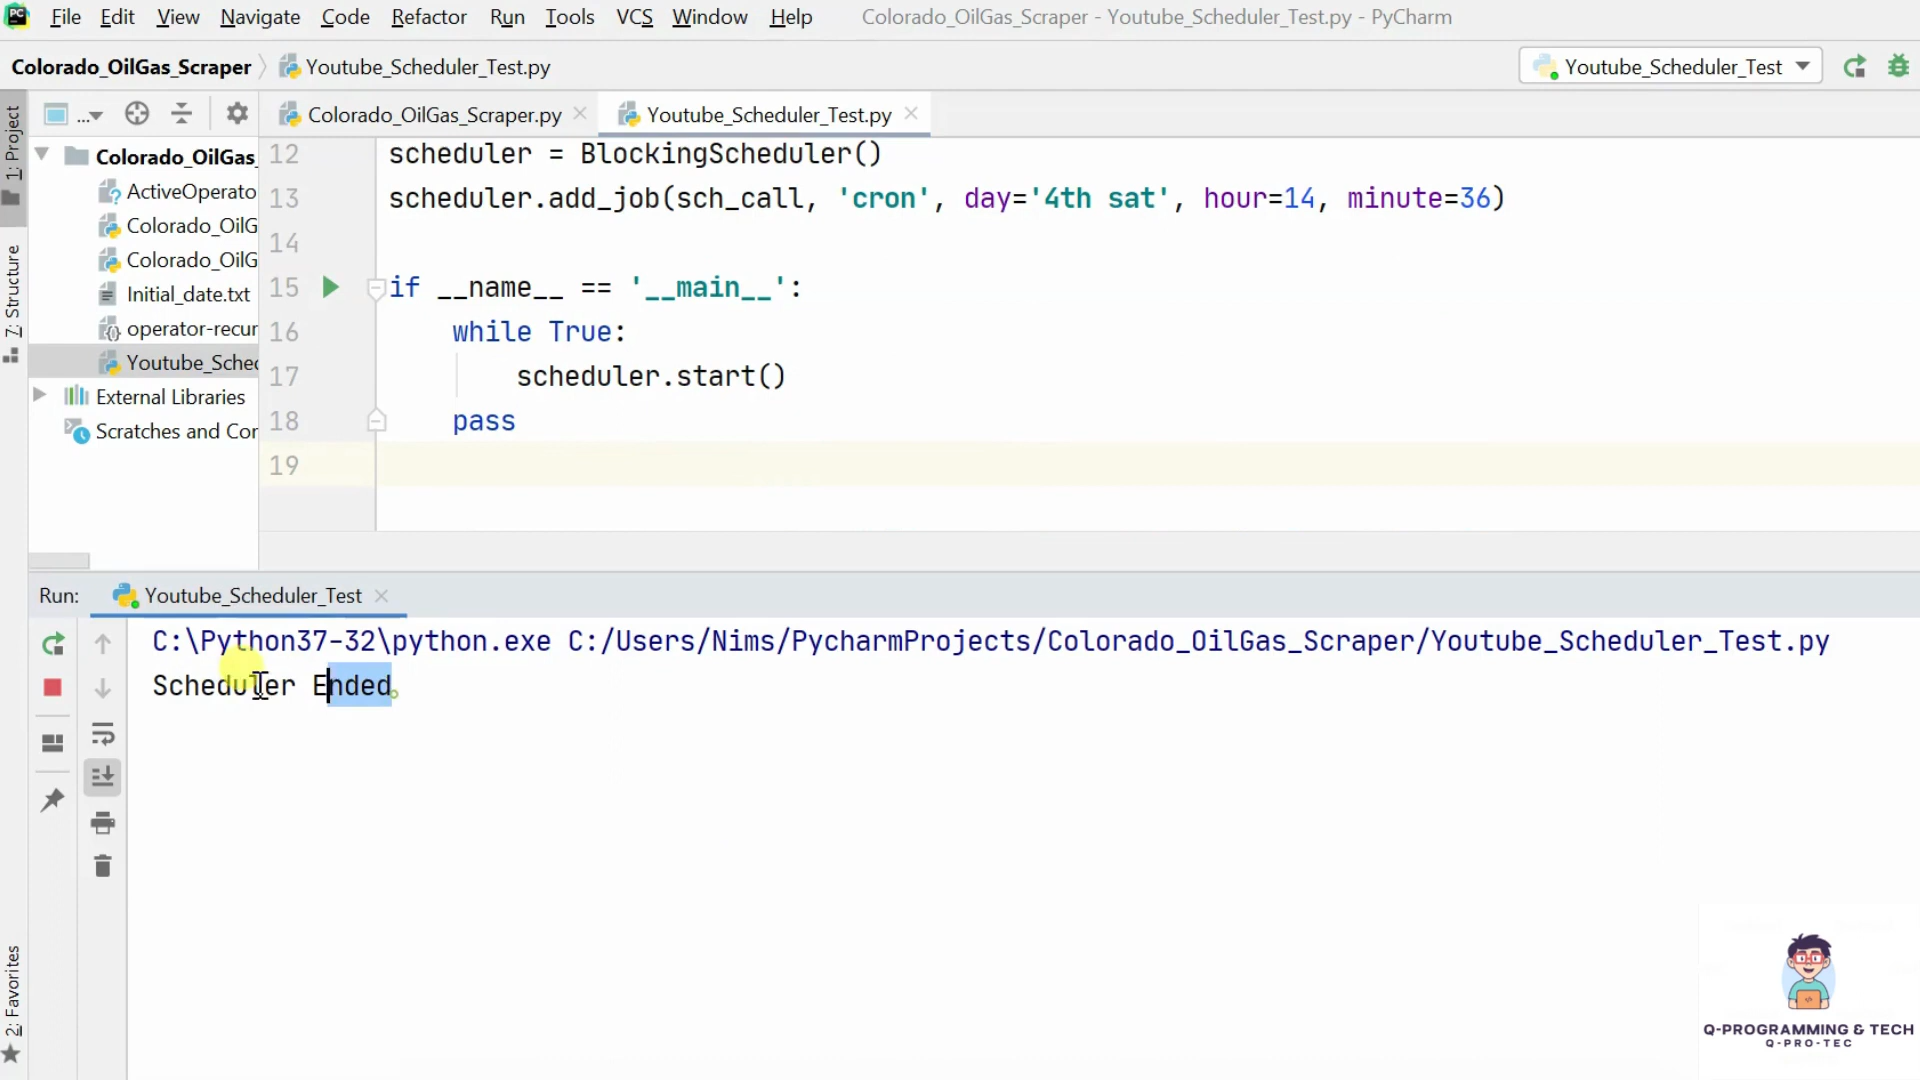 File Edit View Navigate Code Refactor Run Tools VCS Window Help Colorado_OilGas_Scraper - Youtube_Scheduler_Test.py - PyCharm
Colorado_OilGas_Scraper Youtube_Scheduler_Test.py Youtube_Scheduler_Test
... Colorado_OilGas_Scraper.py Youtube_Scheduler_Test.py
1: Project
7: Structure
2: Favorites
Colorado_OilGas_
ActiveOperato
Colorado_OilG
Colorado_OilG
Initial_date.txt
operator-recur
Youtube_Sched
External Libraries
Scratches and Cor
12 scheduler = BlockingScheduler()
13 scheduler.add_job(sch_call, 'cron', day='4th sat', hour=14, minute=36)
14
15 if __name__ == '__main__':
16 while True:
17 scheduler.start()
18 pass
19
Run: Youtube_Scheduler_Test
C:\Python37-32\python.exe C:/Users/Nims/PycharmProjects/Colorado_OilGas_Scraper/Youtube_Scheduler_Test.py
Scheduler Ended
Q-PROGRAMMING & TECH
Q-PRO-TEC